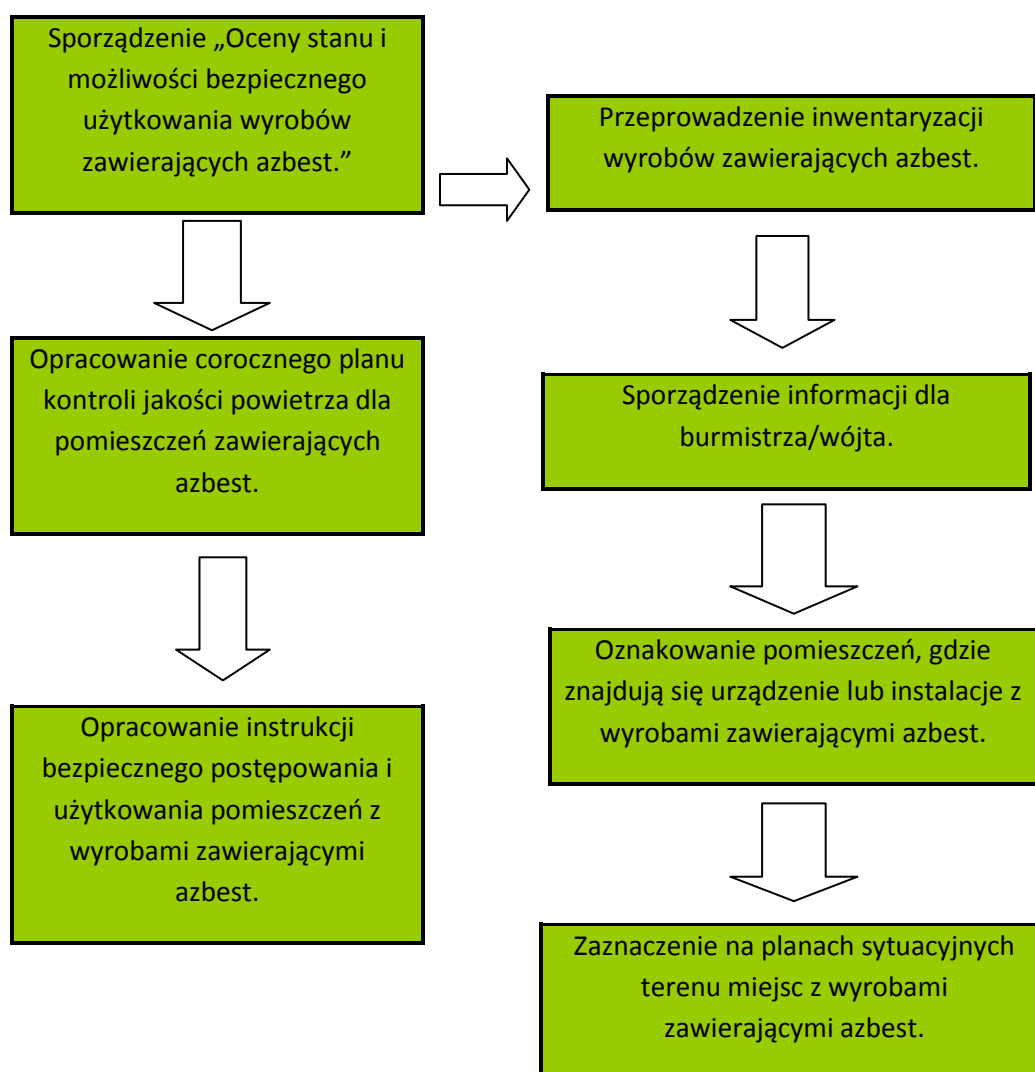 Sporządzenie „Oceny stanu i
możliwości bezpiecznego
użytkowania wyrobów
zawierających azbest.”
Opracowanie corocznego planu
kontroli jakości powietrza dla
pomieszczeń zawierających
azbest.
Opracowanie instrukcji
bezpiecznego postępowania i
użytkowania pomieszczeń z
wyrobami zawierającymi
azbest.
Przeprowadzenie inwentaryzacji
wyrobów zawierających azbest.
Sporządzenie informacji dla
burmistrza/wójta.
Oznakowanie pomieszczeń, gdzie
znajdują się urządzenie lub instalacje z
wyrobami zawierającymi azbest.
Zaznaczenie na planach sytuacyjnych
terenu miejsc z wyrobami
zawierającymi azbest.